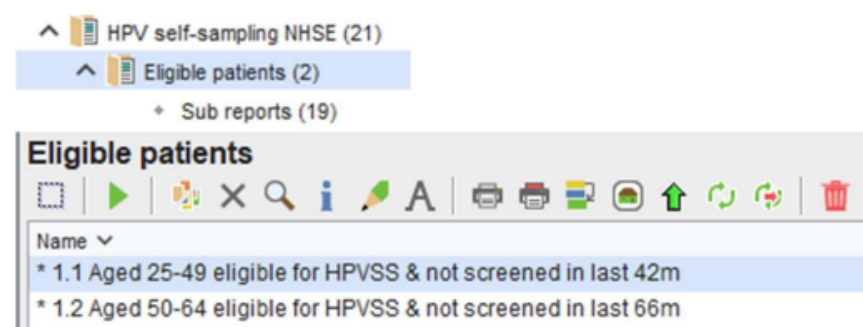 HPV self-sampling NHSE (21)
Eligible patients (2)
Sub reports (19)
Eligible patients
Name
* 1.1 Aged 25-49 eligible for HPVSS & not screened in last 42m
* 1.2 Aged 50-64 eligible for HPVSS & not screened in last 66m